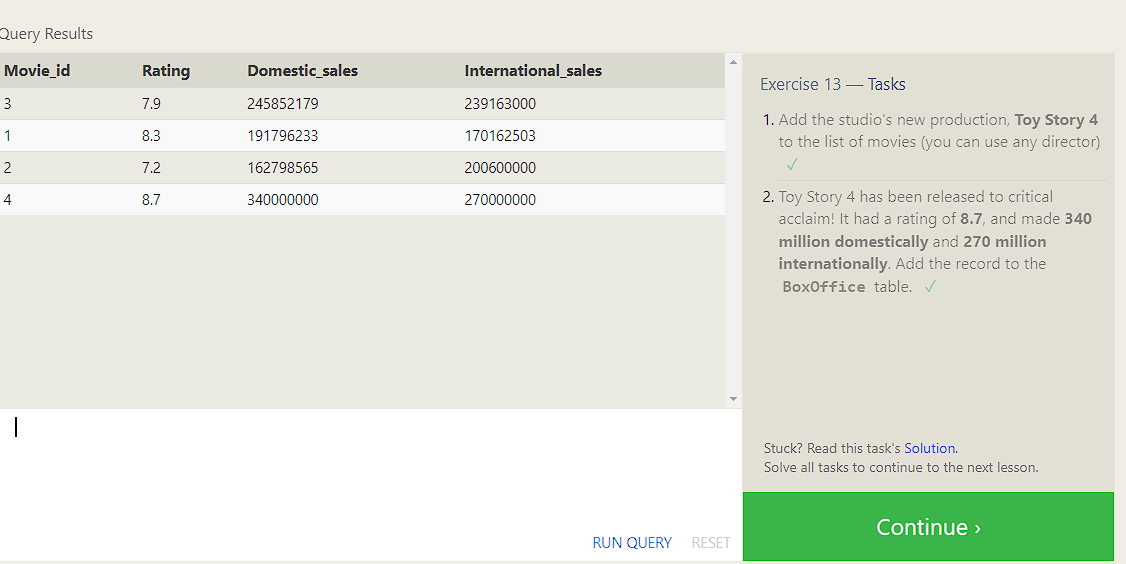 Query Results
Movie_id Rating Domestic_sales International_sales
3 7.9 245852179 239163000
1 8.3 191796233 170162503
2 7.2 162798565 200600000
4 8.7 340000000 270000000
RUN QUERY RESET
Exercise 13 — Tasks
1. Add the studio's new production, Toy Story 4
to the list of movies (you can use any director)
✓
2. Toy Story 4 has been released to critical
acclaim! It had a rating of 8.7, and made 340
million domestically and 270 million
internationally. Add the record to the
BoxOffice table. ✓
Stuck? Read this task's Solution.
Solve all tasks to continue to the next lesson.
Continue ›